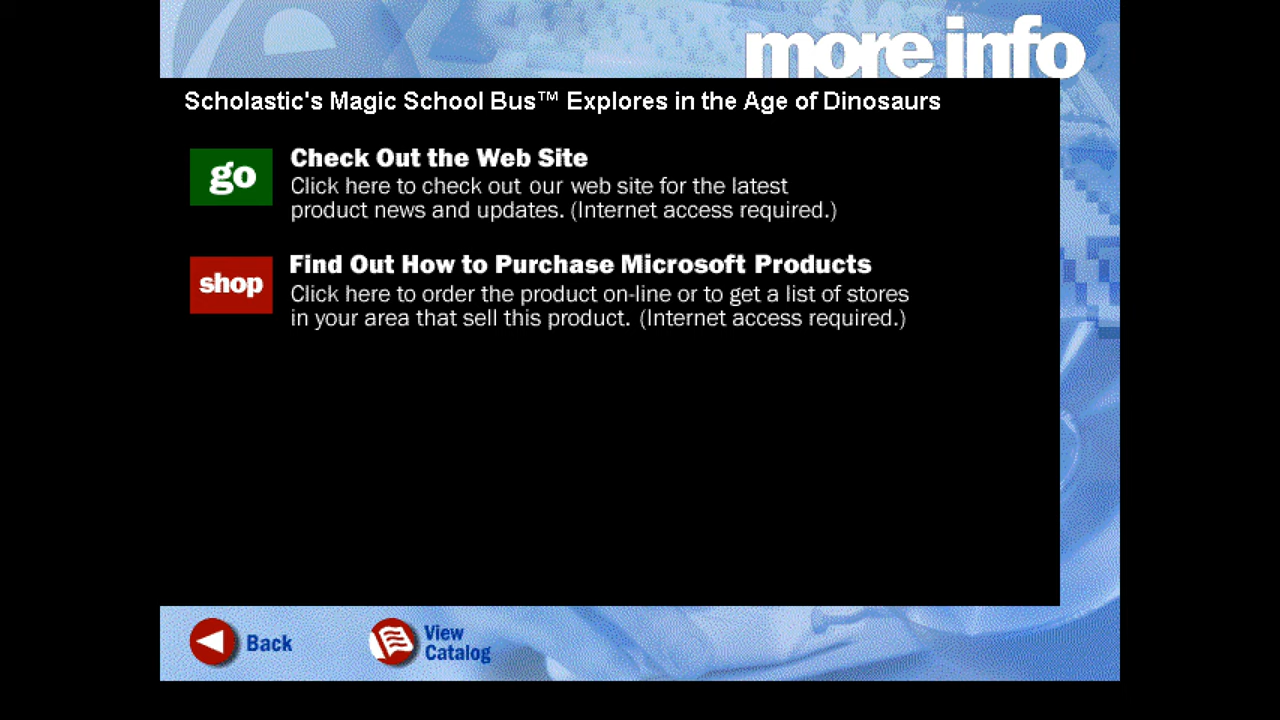 more info
Scholastic's Magic School Bus™ Explores in the Age of Dinosaurs
go
Check Out the Web Site
Click here to check out our web site for the latest
product news and updates. (Internet access required.)
shop
Find Out How to Purchase Microsoft Products
Click here to order the product on-line or to get a list of stores
in your area that sell this product. (Internet access required.)
Back
View
Catalog